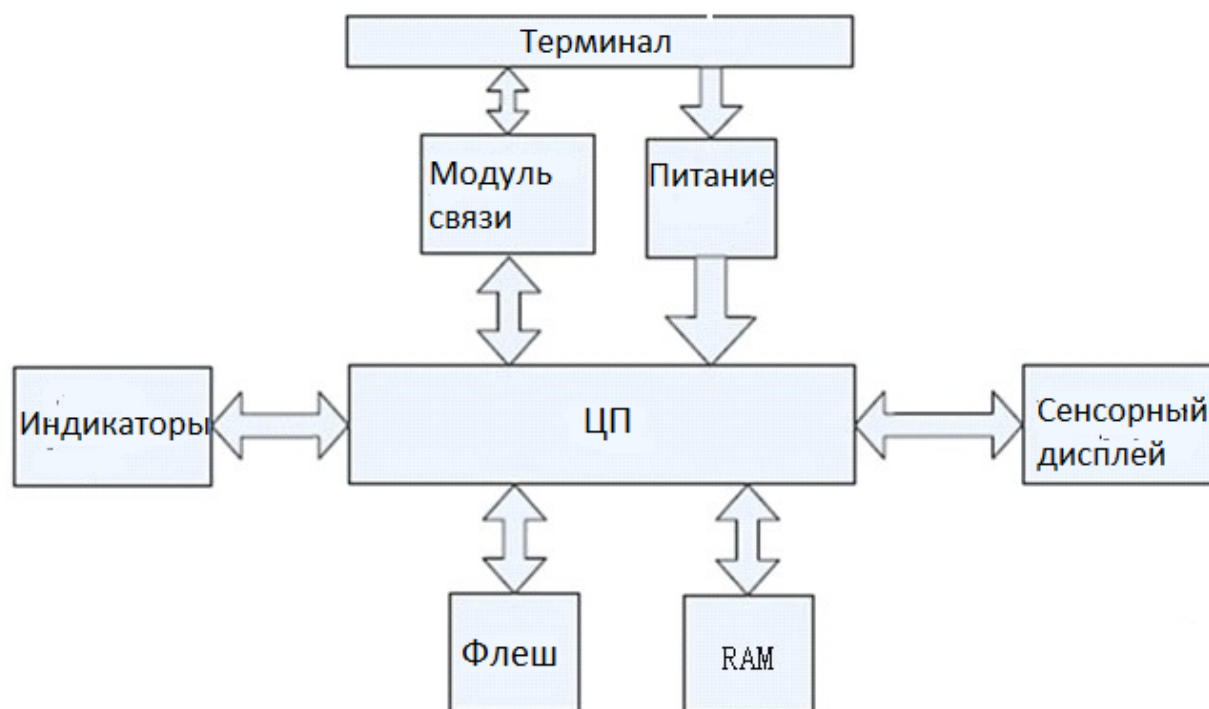 Терминал
Модуль
связи
Питание
Индикаторы
ЦП
Сенсорный
дисплей
Флеш
RAM